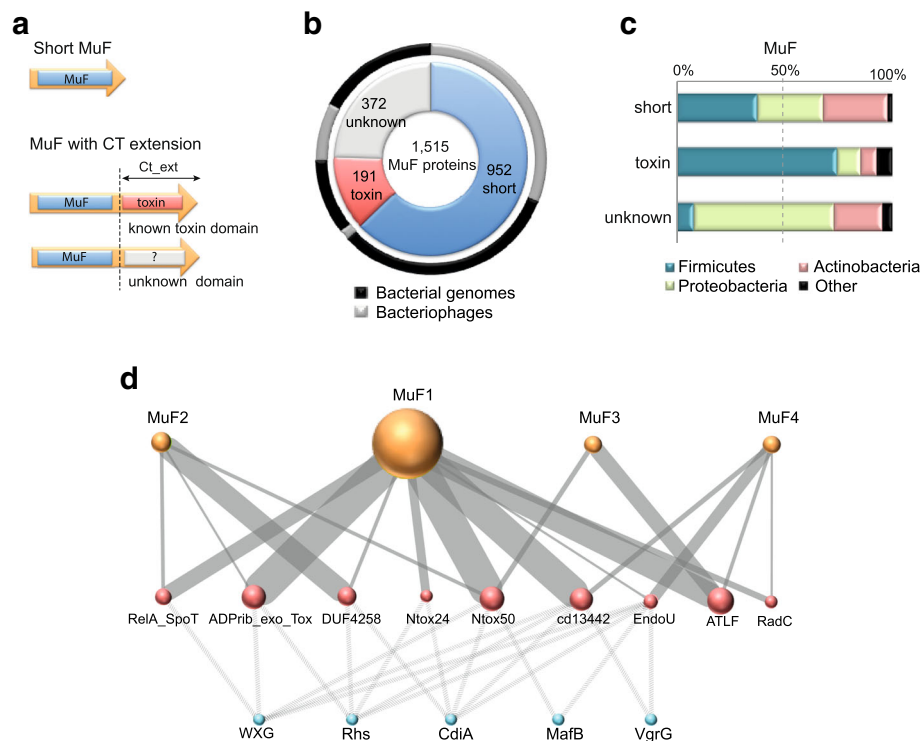 a
Short MuF
MuF
MuF with CT extension
Ct_ext
MuF
toxin
known toxin domain
MuF
?
unknown domain
b
372
unknown
1,515
MuF proteins
952
short
191
toxin
Bacterial genomes
Bacteriophages
c
MuF
0%
50%
100%
short
toxin
unknown
Firmicutes
Actinobacteria
Proteobacteria
Other
d
MuF2
MuF1
MuF3
MuF4
RelA_SpoT
ADPrib_exo_Tox
DUF4258
Ntox24
Ntox50
cd13442
EndoU
ATLF
RadC
WXG
Rhs
CdiA
MafB
VgrG